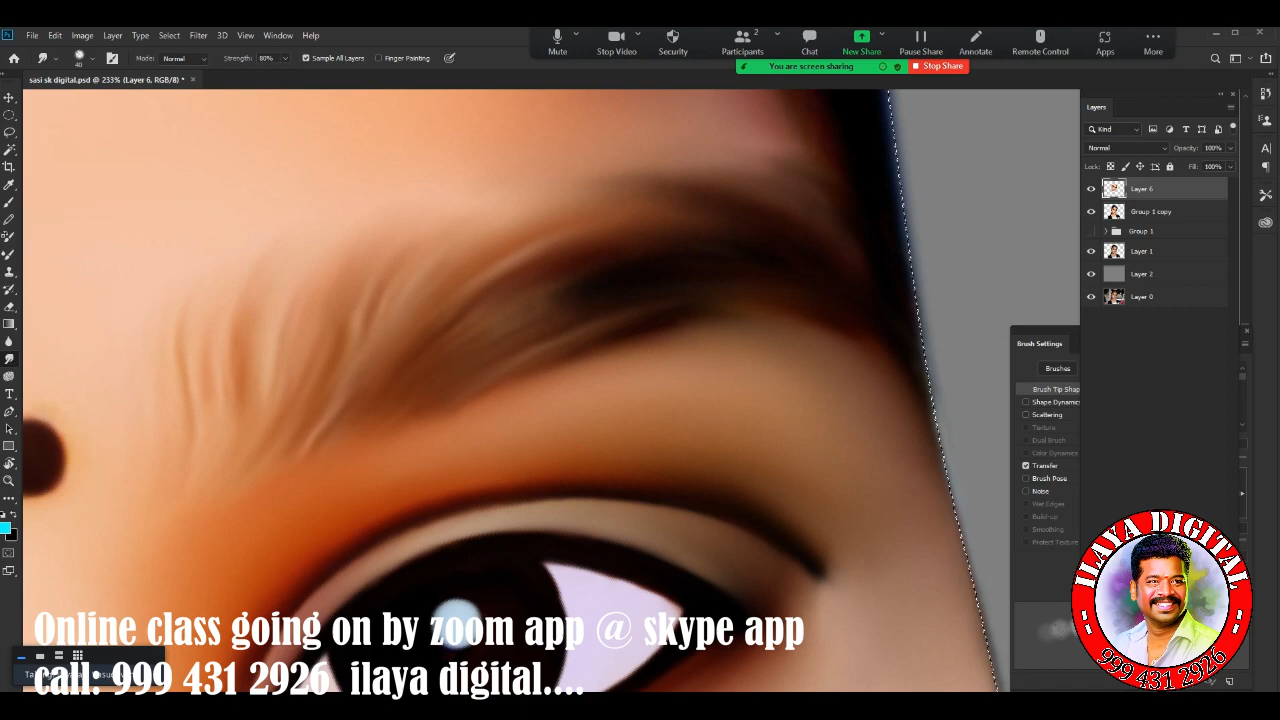 File Edit Image Layer Type Select Filter 3D View Window Help
Mute Stop Video Security Participants 2 Chat New Share Pause Share Annotate Remote Control Apps More
40 Mode: Normal Strength: 80% Sample All Layers Finger Painting
You are screen sharing Stop Share
sasi sk digital.psd @ 233% (Layer 6, RGB/8) *
Layers
Kind
Normal Opacity: 100%
Lock: Fill: 100%
Layer 6
Group 1 copy
Group 1
Layer 1
Layer 2
Layer 0
Brush Settings
Brushes
Brush Tip Shap
Shape Dynamics
Scattering
Texture
Dual Brush
Color Dynamics
Transfer
Brush Pose
Noise
Wet Edges
Build-up
Smoothing
Protect Texture
ILAYA DIGITAL
999 431 2926
Online class going on by zoom app @ skype app
call: 999 431 2926 ilaya digital....